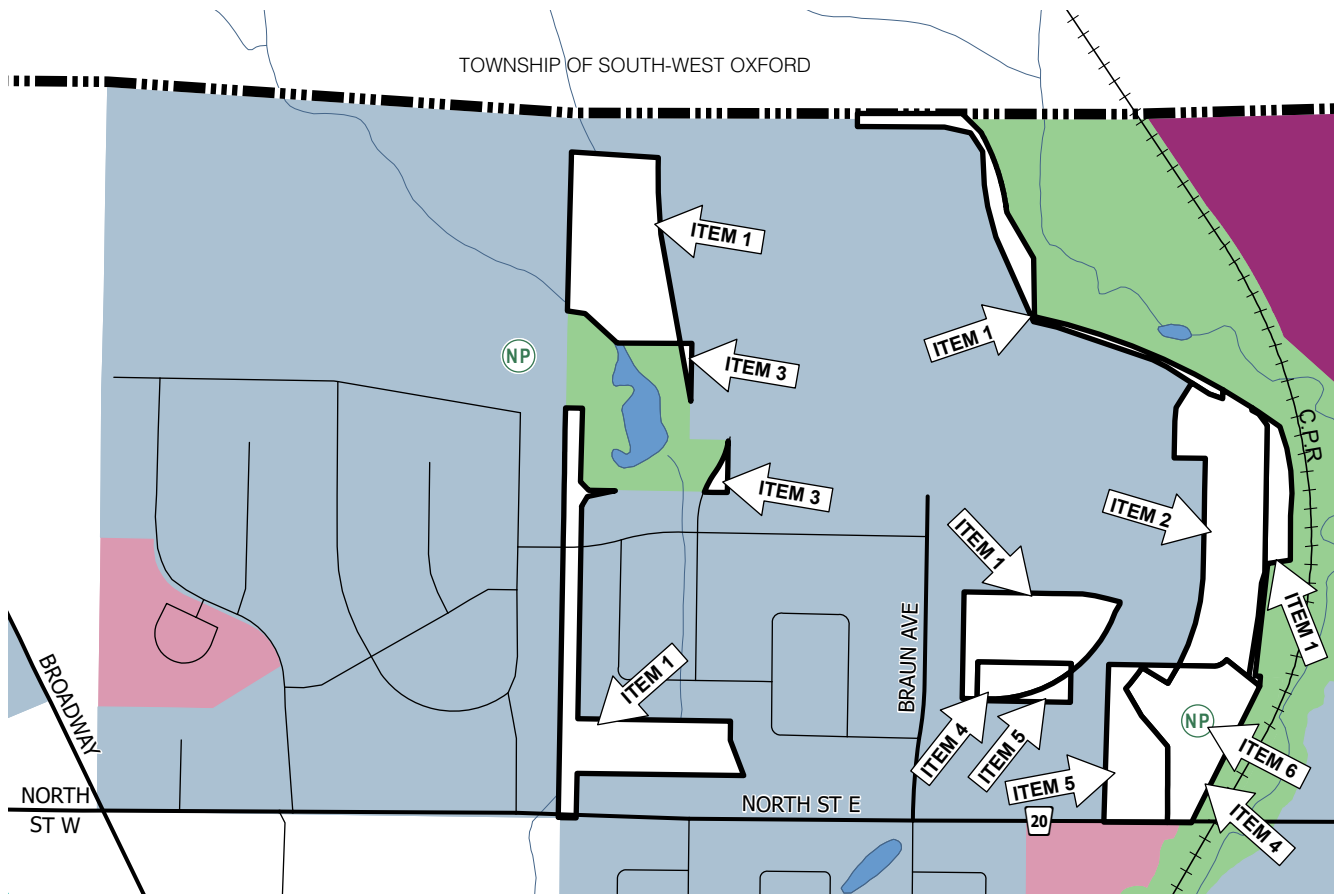 TOWNSHIP OF SOUTH-WEST OXFORD
ITEM 1
ITEM 1
NP
ITEM 3
C.P.R
ITEM 3
ITEM 2
ITEM 1
ITEM 1
ITEM 1
BRAUN AVE
BROADWAY
NP
ITEM 4
ITEM 5
ITEM 6
ITEM 5
NORTH
ST W
NORTH ST E
20
ITEM 4